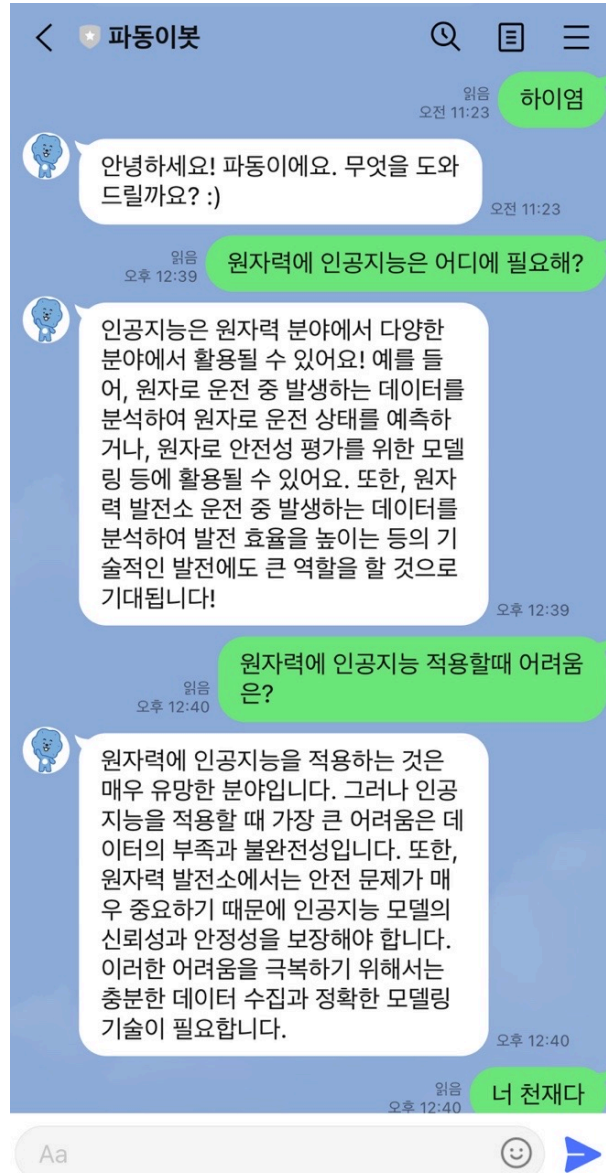 파동이봇
읽음
오전 11:23
하이염
안녕하세요! 파동이에요. 무엇을 도와
드릴까요? :)
오전 11:23
읽음
오후 12:39
원자력에 인공지능은 어디에 필요해?
인공지능은 원자력 분야에서 다양한
분야에서 활용될 수 있어요! 예를 들
어, 원자로 운전 중 발생하는 데이터를
분석하여 원자로 운전 상태를 예측하
거나, 원자로 안전성 평가를 위한 모델
링 등에 활용될 수 있어요. 또한, 원자
력 발전소 운전 중 발생하는 데이터를
분석하여 발전 효율을 높이는 등의 기
술적인 발전에도 큰 역할을 할 것으로
기대됩니다!
오후 12:39
원자력에 인공지능 적용할때 어려움
은?
읽음
오후 12:40
원자력에 인공지능을 적용하는 것은
매우 유망한 분야입니다. 그러나 인공
지능을 적용할 때 가장 큰 어려움은 데
이터의 부족과 불완전성입니다. 또한,
원자력 발전소에서는 안전 문제가 매
우 중요하기 때문에 인공지능 모델의
신뢰성과 안정성을 보장해야 합니다.
이러한 어려움을 극복하기 위해서는
충분한 데이터 수집과 정확한 모델링
기술이 필요합니다.
오후 12:40
읽음
오후 12:40
너 천재다
Aa